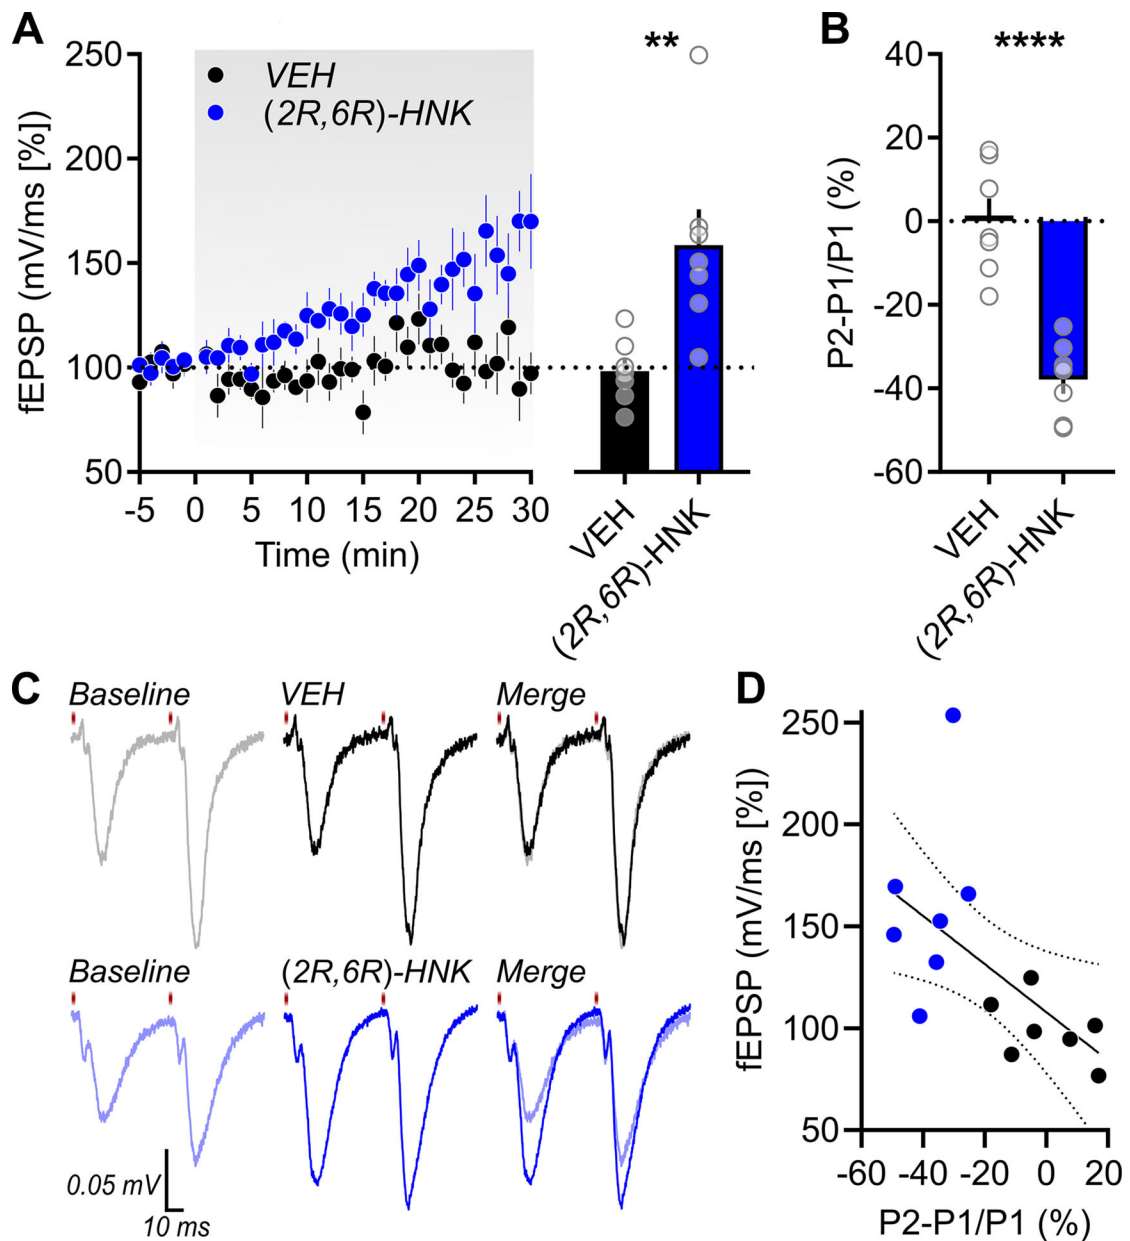 A
B
fEPSP (mV/ms [%])
250
200
150
100
50
VEH
(2R,6R)-HNK
**
-5 0 5 10 15 20 25 30
Time (min)
VEH
(2R,6R)-HNK
P2-P1/P1 (%)
****
40
20
0
-20
-40
-60
VEH
(2R,6R)-HNK
C
Baseline VEH Merge
Baseline (2R,6R)-HNK Merge
0.05 mV
10 ms
D
fEPSP (mV/ms [%])
250
200
150
100
50
-60 -40 -20 0 20
P2-P1/P1 (%)